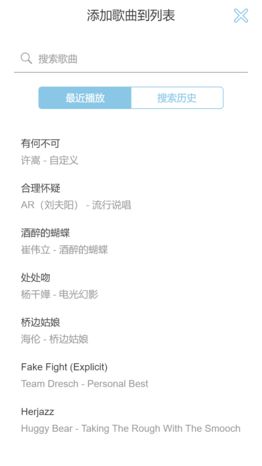 添加歌曲到列表
搜索歌曲
最近播放
搜索历史
有何不可
许嵩 - 自定义
合理怀疑
AR（刘夫阳） - 流行说唱
酒醉的蝴蝶
崔伟立 - 酒醉的蝴蝶
处处吻
杨千嬅 - 电光幻影
桥边姑娘
海伦 - 桥边姑娘
Fake Fight (Explicit)
Team Dresch - Personal Best
Herjazz
Huggy Bear - Taking The Rough With The Smooch